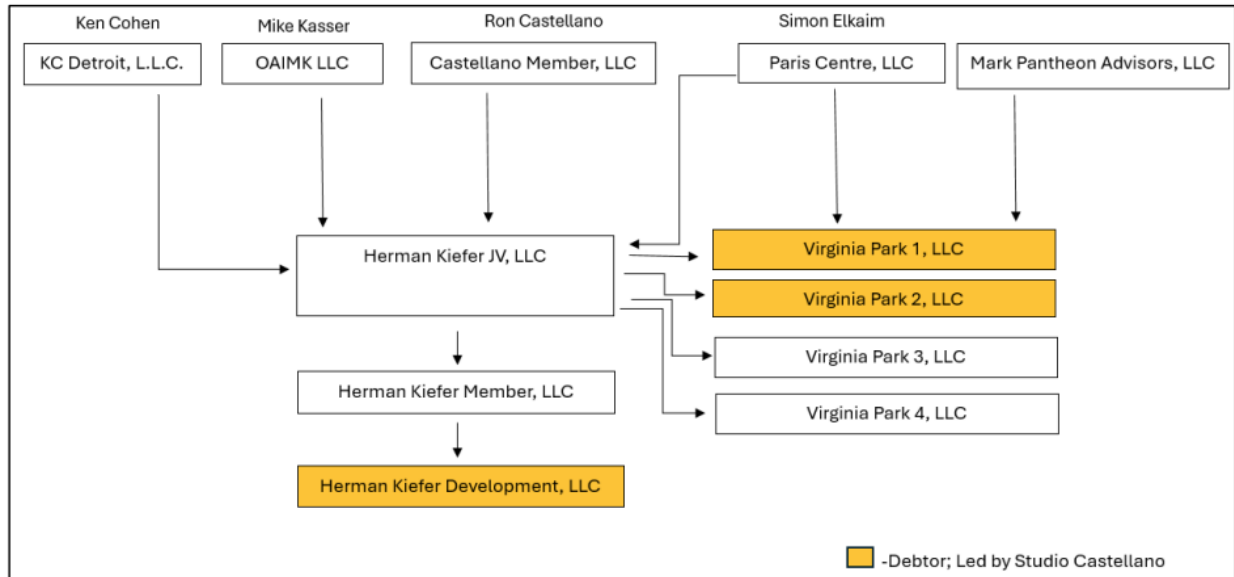 Ken Cohen
Mike Kasser
Ron Castellano
Simon Elkaim
KC Detroit, L.L.C.
OAIMK LLC
Castellano Member, LLC
Paris Centre, LLC
Mark Pantheon Advisors, LLC
Herman Kiefer JV, LLC
Virginia Park 1, LLC
Virginia Park 2, LLC
Virginia Park 3, LLC
Herman Kiefer Member, LLC
Virginia Park 4, LLC
Herman Kiefer Development, LLC
-Debtor; Led by Studio Castellano